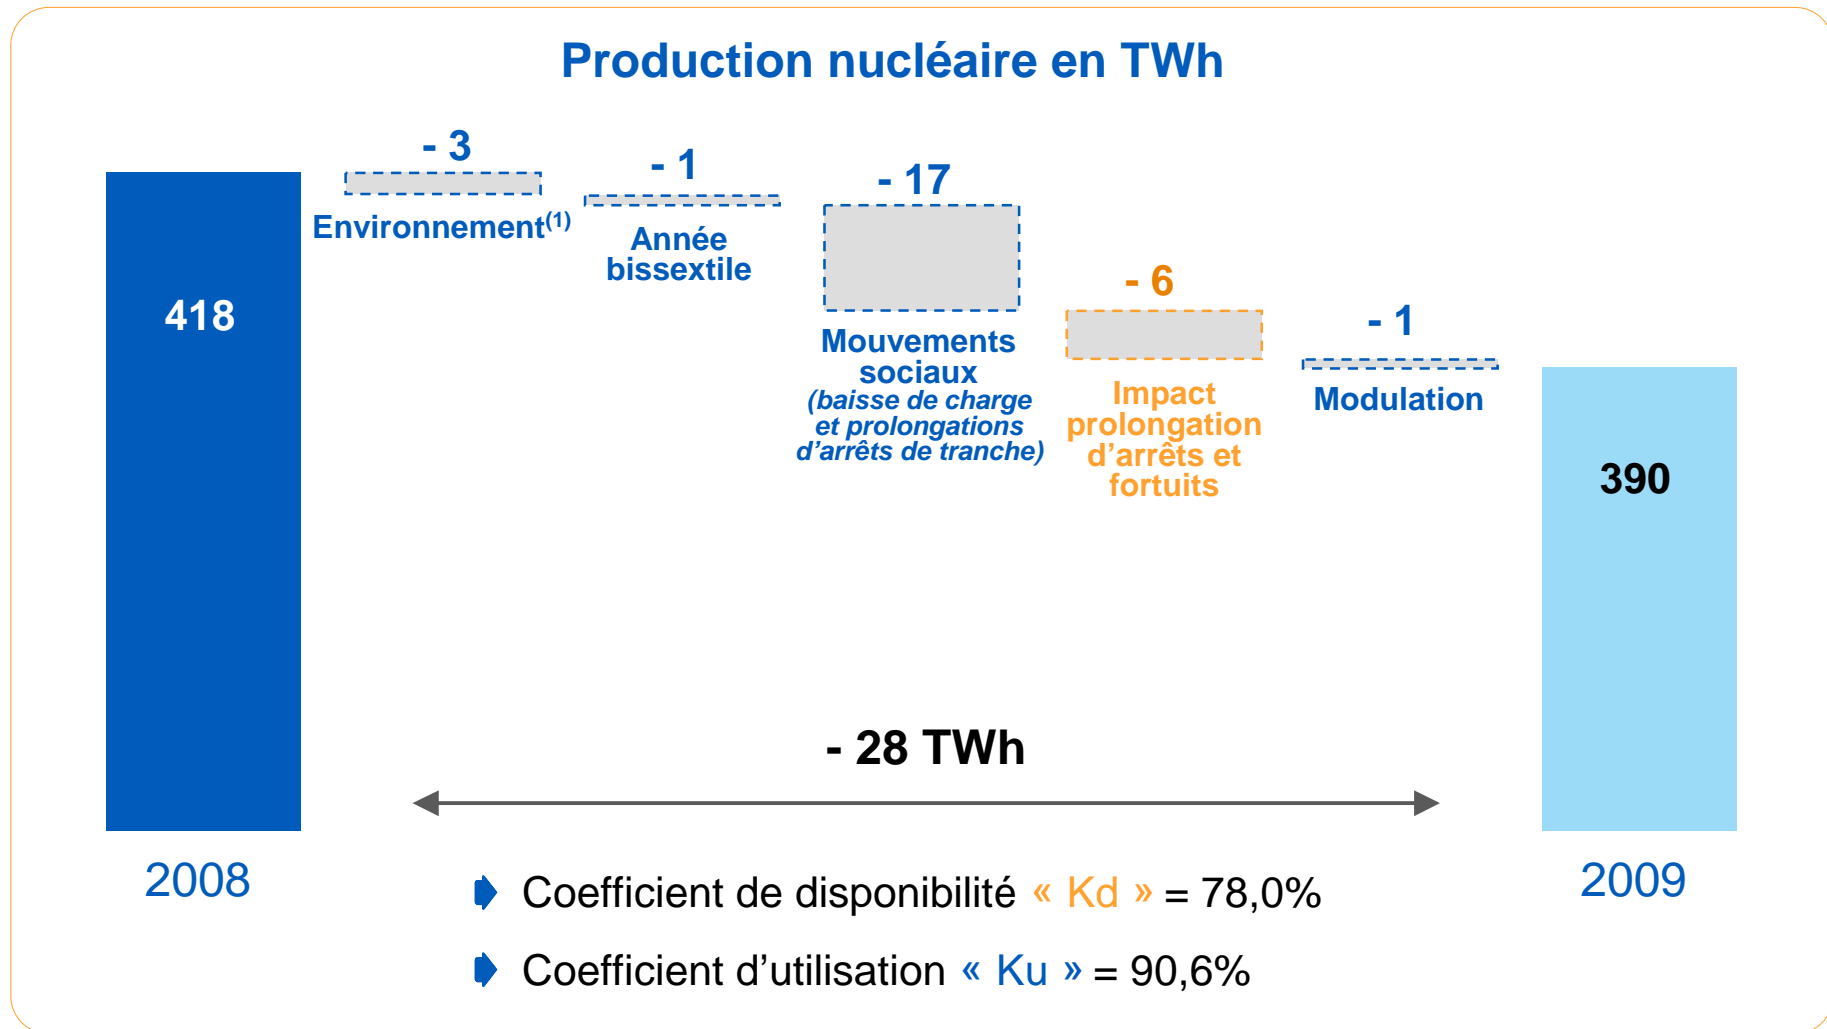 Production nucléaire en TWh
- 3
- 1
- 17
- 6
- 1
Environnement(1)
Année
bissextile
Mouvements
sociaux
(baisse de charge
et prolongations
d’arrêts de tranche)
Impact
prolongation
d’arrêts et
fortuits
Modulation
418
390
- 28 TWh
2008
2009
Coefficient de disponibilité « Kd » = 78,0%
Coefficient d’utilisation « Ku » = 90,6%